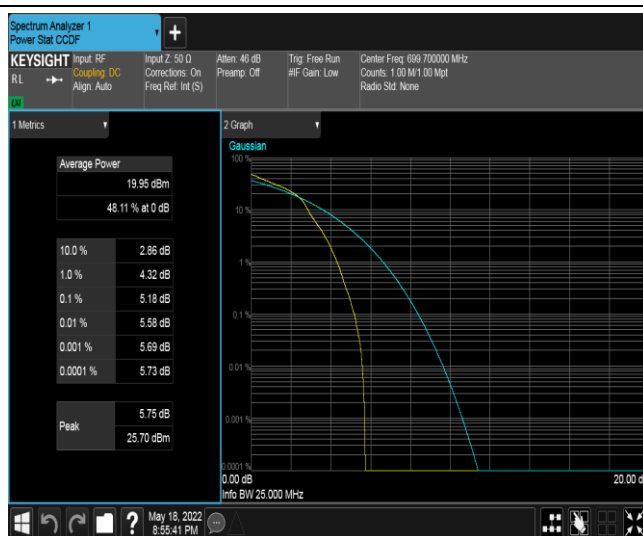 Spectrum Analyzer 1
Power Stat CCDF
+
KEYSIGHT Input: RF Input Z: 50 Ω Atten: 46 dB Trig: Free Run Center Freq: 699.700000 MHz
RL Coupling: DC Corrections: On Preamp: Off #IF Gain: Low Counts: 1.00 M/1.00 Mpt
Align: Auto Freq Ref: Int (S) Radio Std: None
LXI
1 Metrics
2 Graph
Average Power
19.95 dBm
48.11 % at 0 dB
10.0 % 2.86 dB
1.0 % 4.32 dB
0.1 % 5.18 dB
0.01 % 5.58 dB
0.001 % 5.69 dB
0.0001 % 5.73 dB
Peak 5.75 dB
25.70 dBm
Gaussian
100 %
10 %
1 %
0.1 %
0.01 %
0.001 %
0.0001 %
0.00 dB 20.00 d
Info BW 25.000 MHz
? May 18, 2022
8:55:41 PM